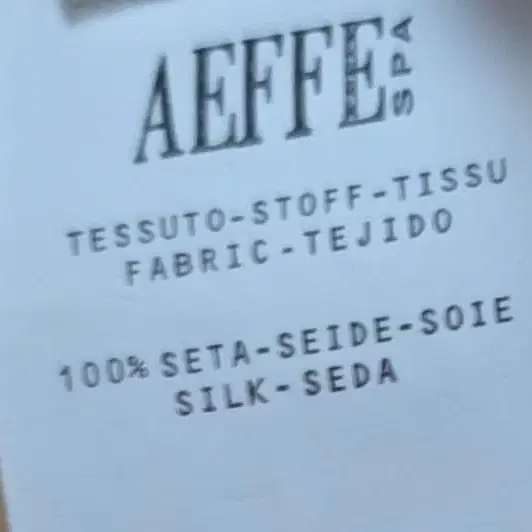 AEFFE SPA
TESSUTO-STOFF-TISSU
FABRIC-TEJIDO
100% SETA-SEIDE-SOIE
SILK-SEDA